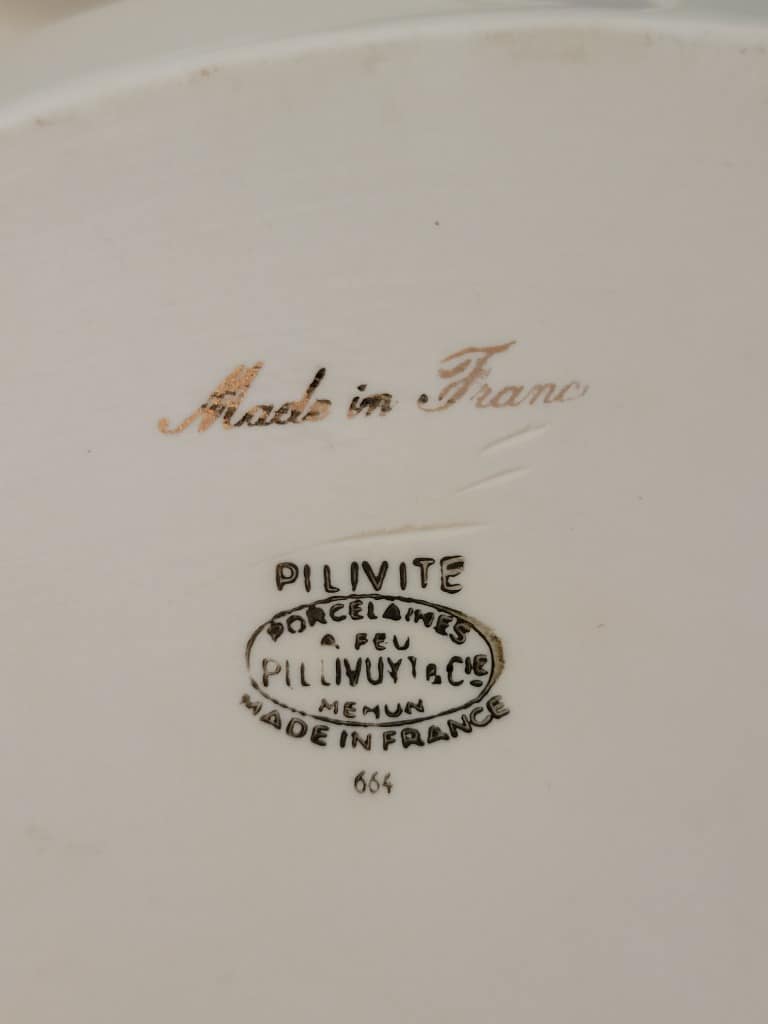 Made in Franc
PILIVITE
PORCELAINES
A FEU
PILLIVUYT & CIE
MEHUN
MADE IN FRANCE
664